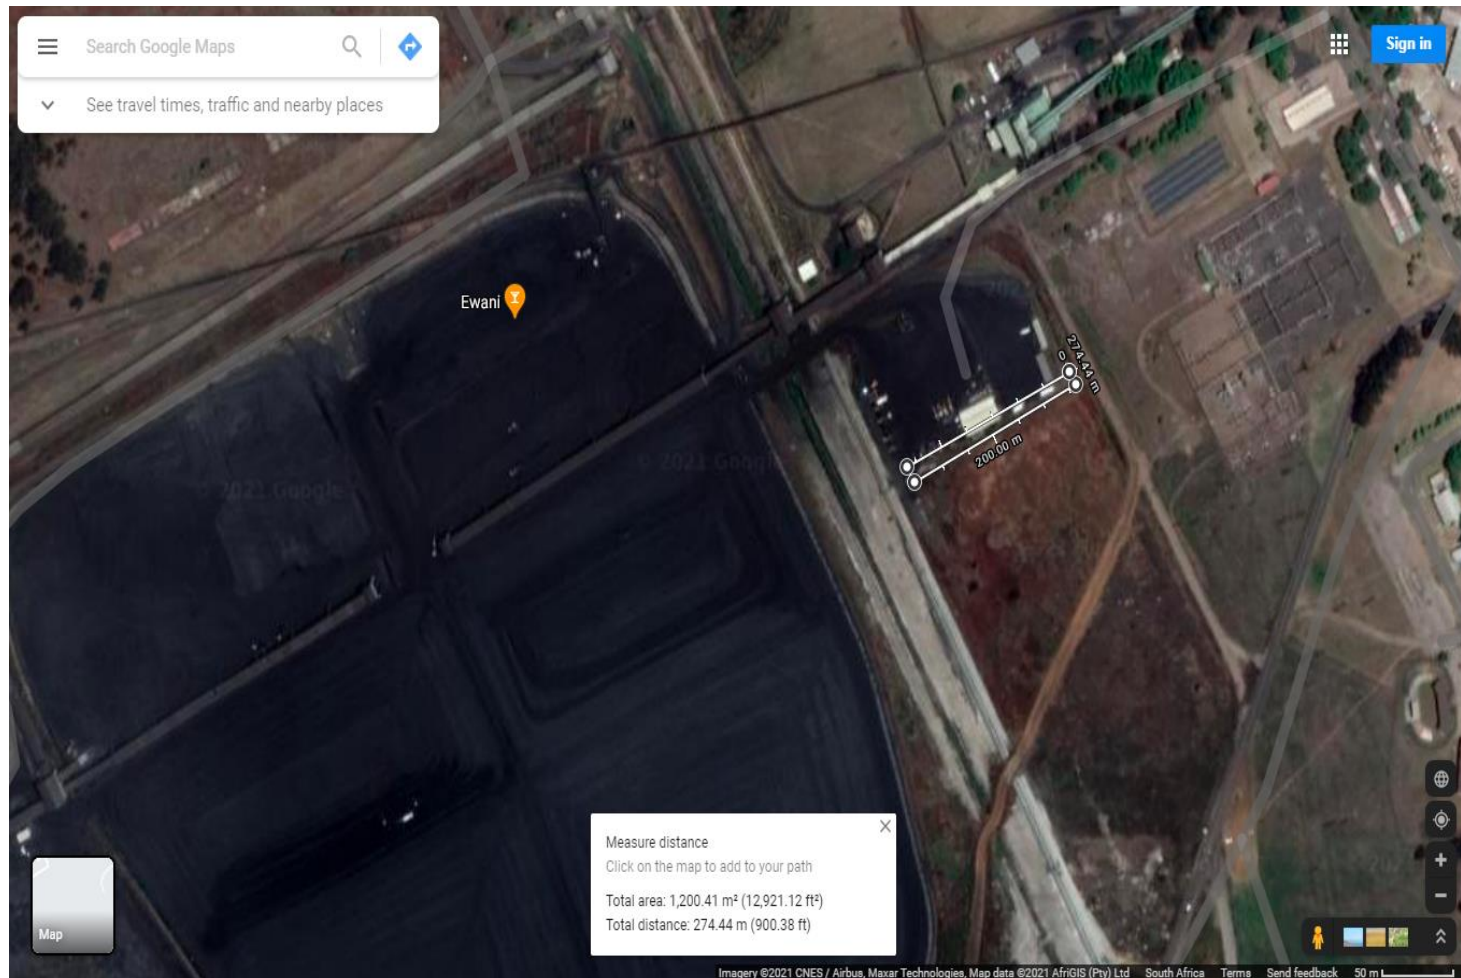 Search Google Maps
Sign in
See travel times, traffic and nearby places
Ewani
0
274.44 m
200.00 m
© 2021 Google
© 2021 Google
Measure distance
Click on the map to add to your path
Total area: 1,200.41 m² (12,921.12 ft²)
Total distance: 274.44 m (900.38 ft)
Map
Imagery ©2021 CNES / Airbus, Maxar Technologies, Map data ©2021 AfriGIS (Pty) Ltd South Africa Terms Send feedback 50 m